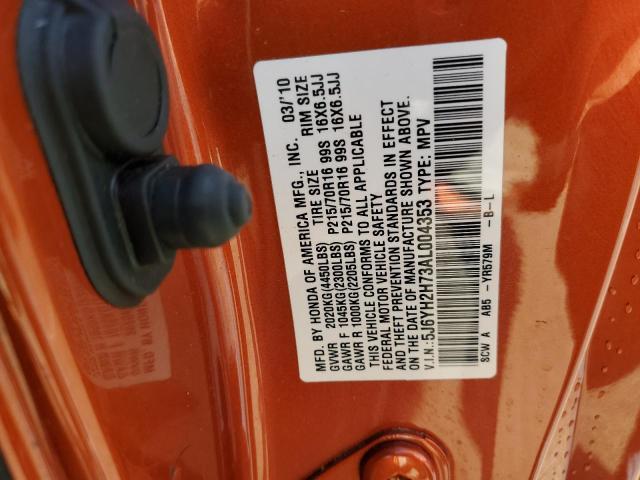 MFD. BY HONDA OF AMERICA MFG., INC. 03/'10
TIRE SIZE RIM SIZE
GVWR 2020KG(4450LBS)
GAWR F 1045KG(2300LBS) P215/70R16 99S 16X6.5JJ
GAWR R 1000KG(2205LBS) P215/70R16 99S 16X6.5JJ
THIS VEHICLE CONFORMS TO ALL APPLICABLE
FEDERAL MOTOR VEHICLE SAFETY
AND THEFT PREVENTION STANDARDS IN EFFECT
ON THE DATE OF MANUFACTURE SHOWN ABOVE.
V.I.N.:5J6YH2H73AL004353 TYPE: MPV
SCW A AB5 -YR579M -B-L